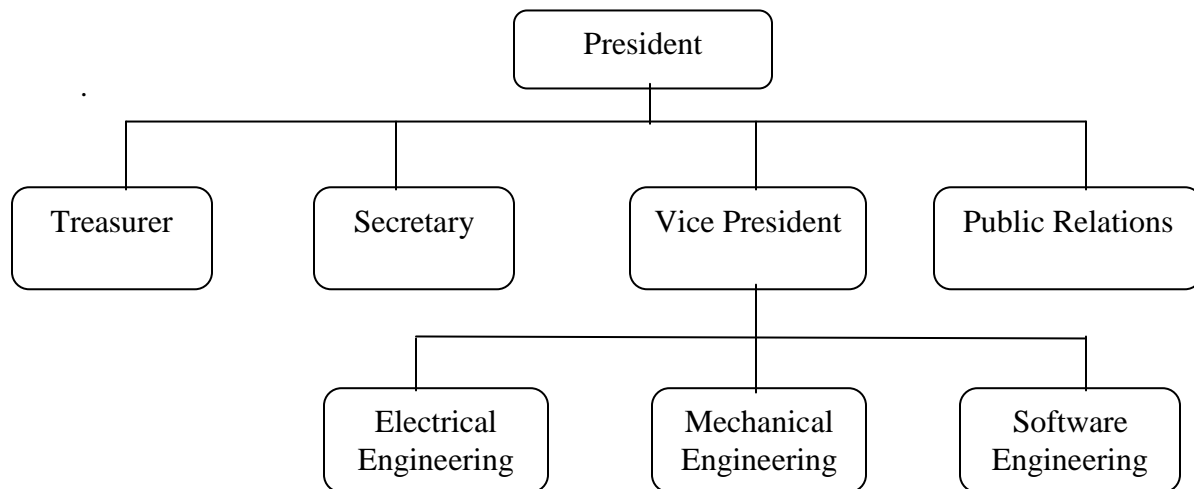 President
.
Treasurer
Secretary
Vice President
Public Relations
Electrical
Engineering
Mechanical
Engineering
Software
Engineering